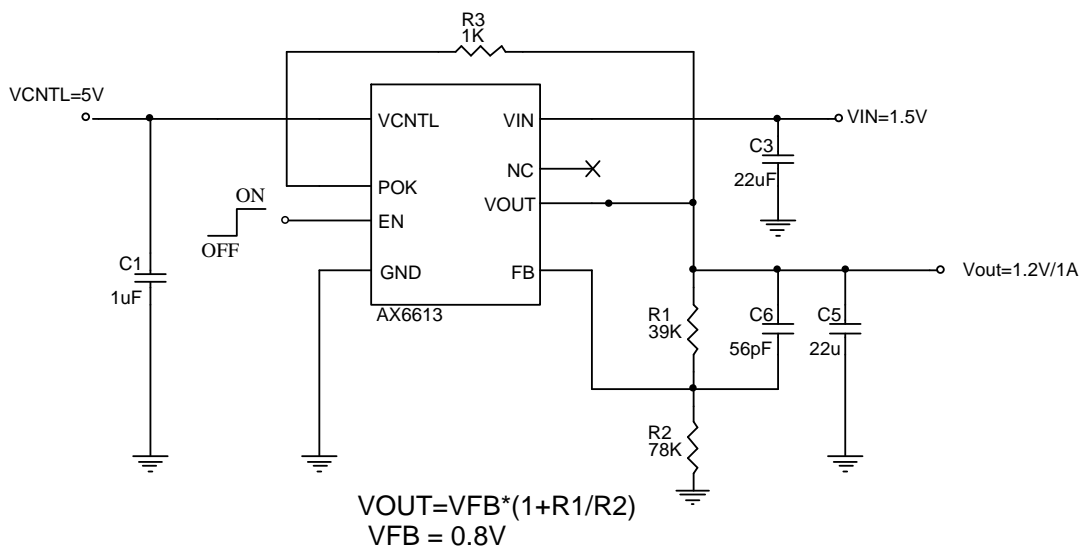 R3
1K
VCNTL=5V
VCNTL
VIN
VIN=1.5V
C3
22uF
NC
POK
VOUT
ON
OFF
EN
GND
FB
Vout=1.2V/1A
C1
1uF
AX6613
R1
39K
C6
56pF
C5
22u
R2
78K
VOUT=VFB*(1+R1/R2)
VFB = 0.8V